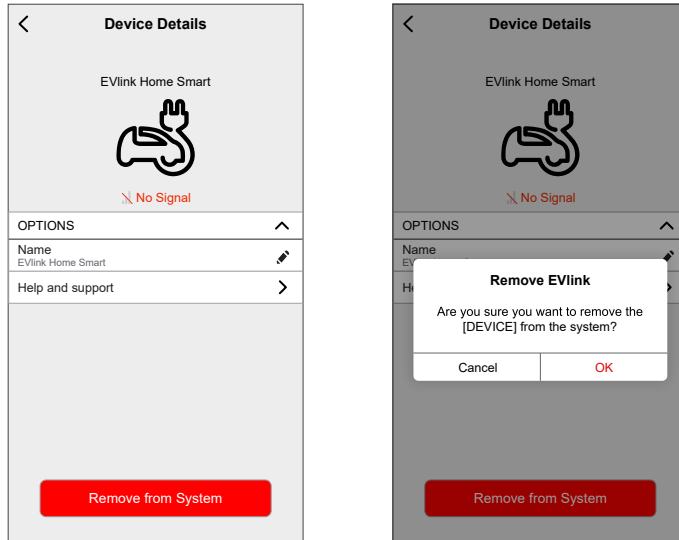 Device Details
EVlink Home Smart
No Signal
OPTIONS
Name
EVlink Home Smart
Help and support
Remove from System
Device Details
EVlink Home Smart
No Signal
OPTIONS
Name
EV
He
Remove EVlink
Are you sure you want to remove the
[DEVICE] from the system?
Cancel
OK
Remove from System